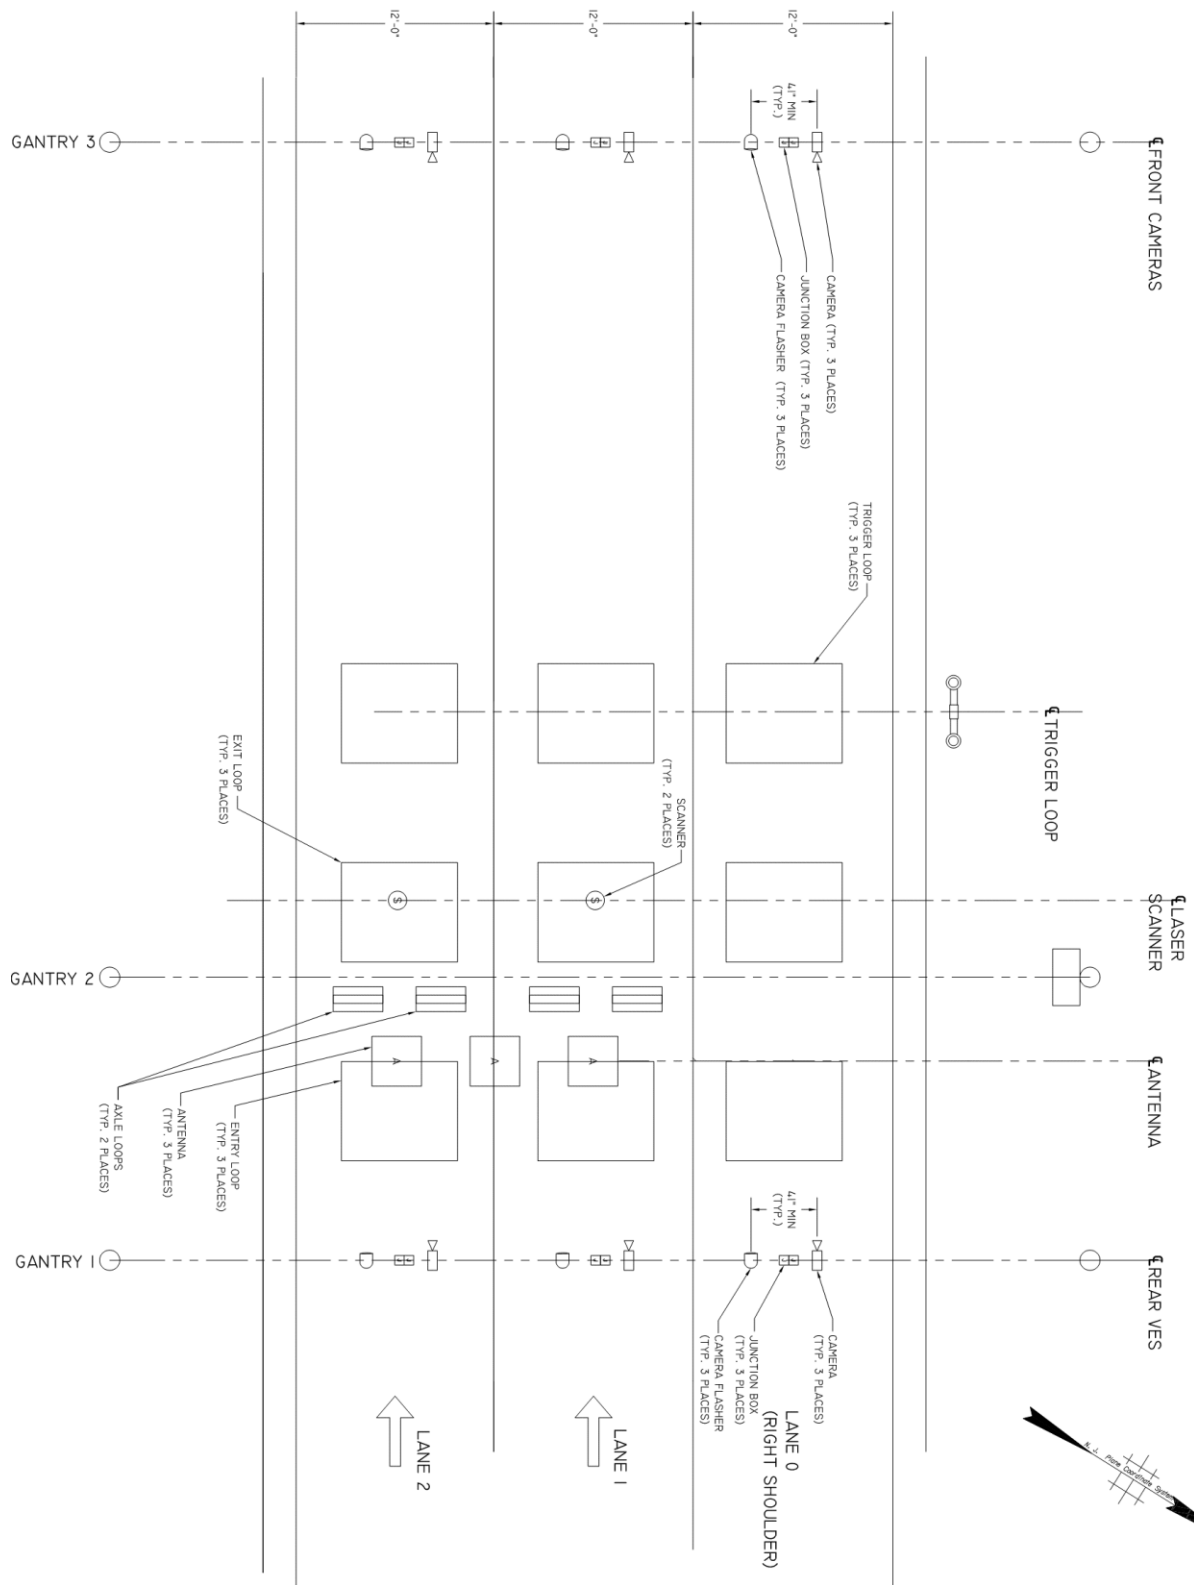 12'-0"
12'-0"
12'-0"
41" MIN
(TYP.)
GANTRY 3
℄ FRONT CAMERAS
CAMERA (TYP. 3 PLACES)
JUNCTION BOX (TYP. 3 PLACES)
CAMERA FLASHER (TYP. 3 PLACES)
TRIGGER LOOP
(TYP. 3 PLACES)
℄ TRIGGER LOOP
EXIT LOOP
(TYP. 3 PLACES)
SCANNER
(TYP. 2 PLACES)
S
S
℄ LASER
SCANNER
GANTRY 2
A
A
A
℄ ANTENNA
AXLE LOOPS
(TYP. 2 PLACES)
ANTENNA
(TYP. 3 PLACES)
ENTRY LOOP
(TYP. 3 PLACES)
41" MIN
(TYP.)
GANTRY 1
℄ REAR VES
CAMERA
(TYP. 3 PLACES)
JUNCTION BOX
(TYP. 3 PLACES)
CAMERA FLASHER
(TYP. 3 PLACES)
LANE 2
LANE 1
LANE 0
(RIGHT SHOULDER)
N. J. Plane Coordinate System